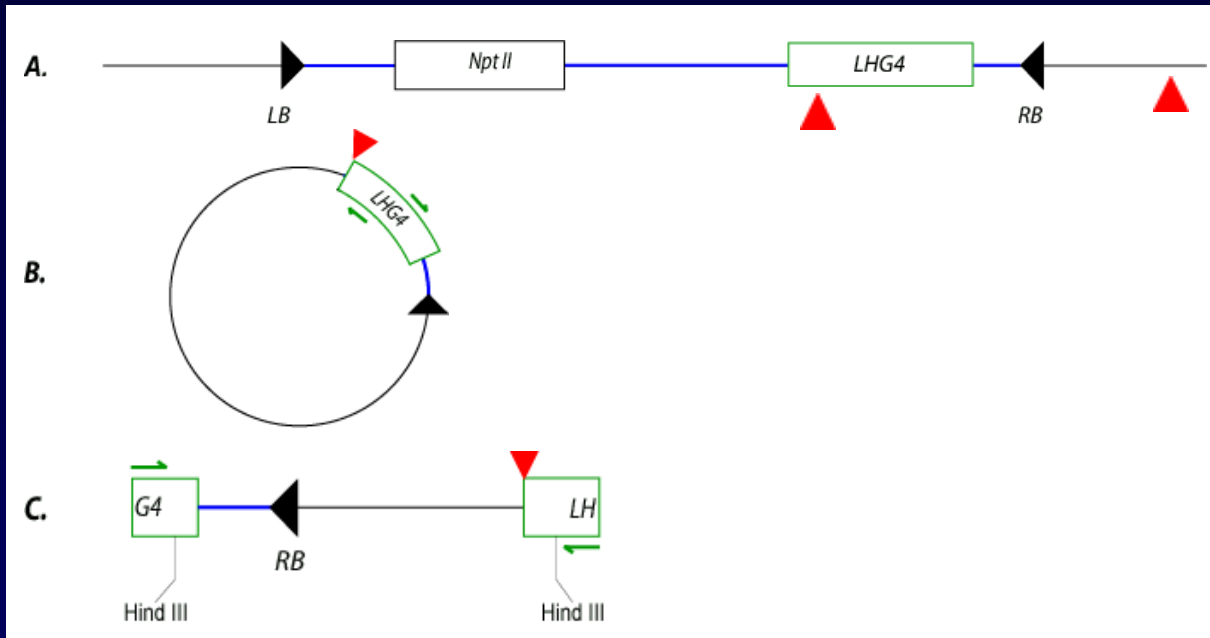 A.
Npt II
LHG4
LB
RB
B.
LHG4
C.
G4
LH
RB
Hind III
Hind III